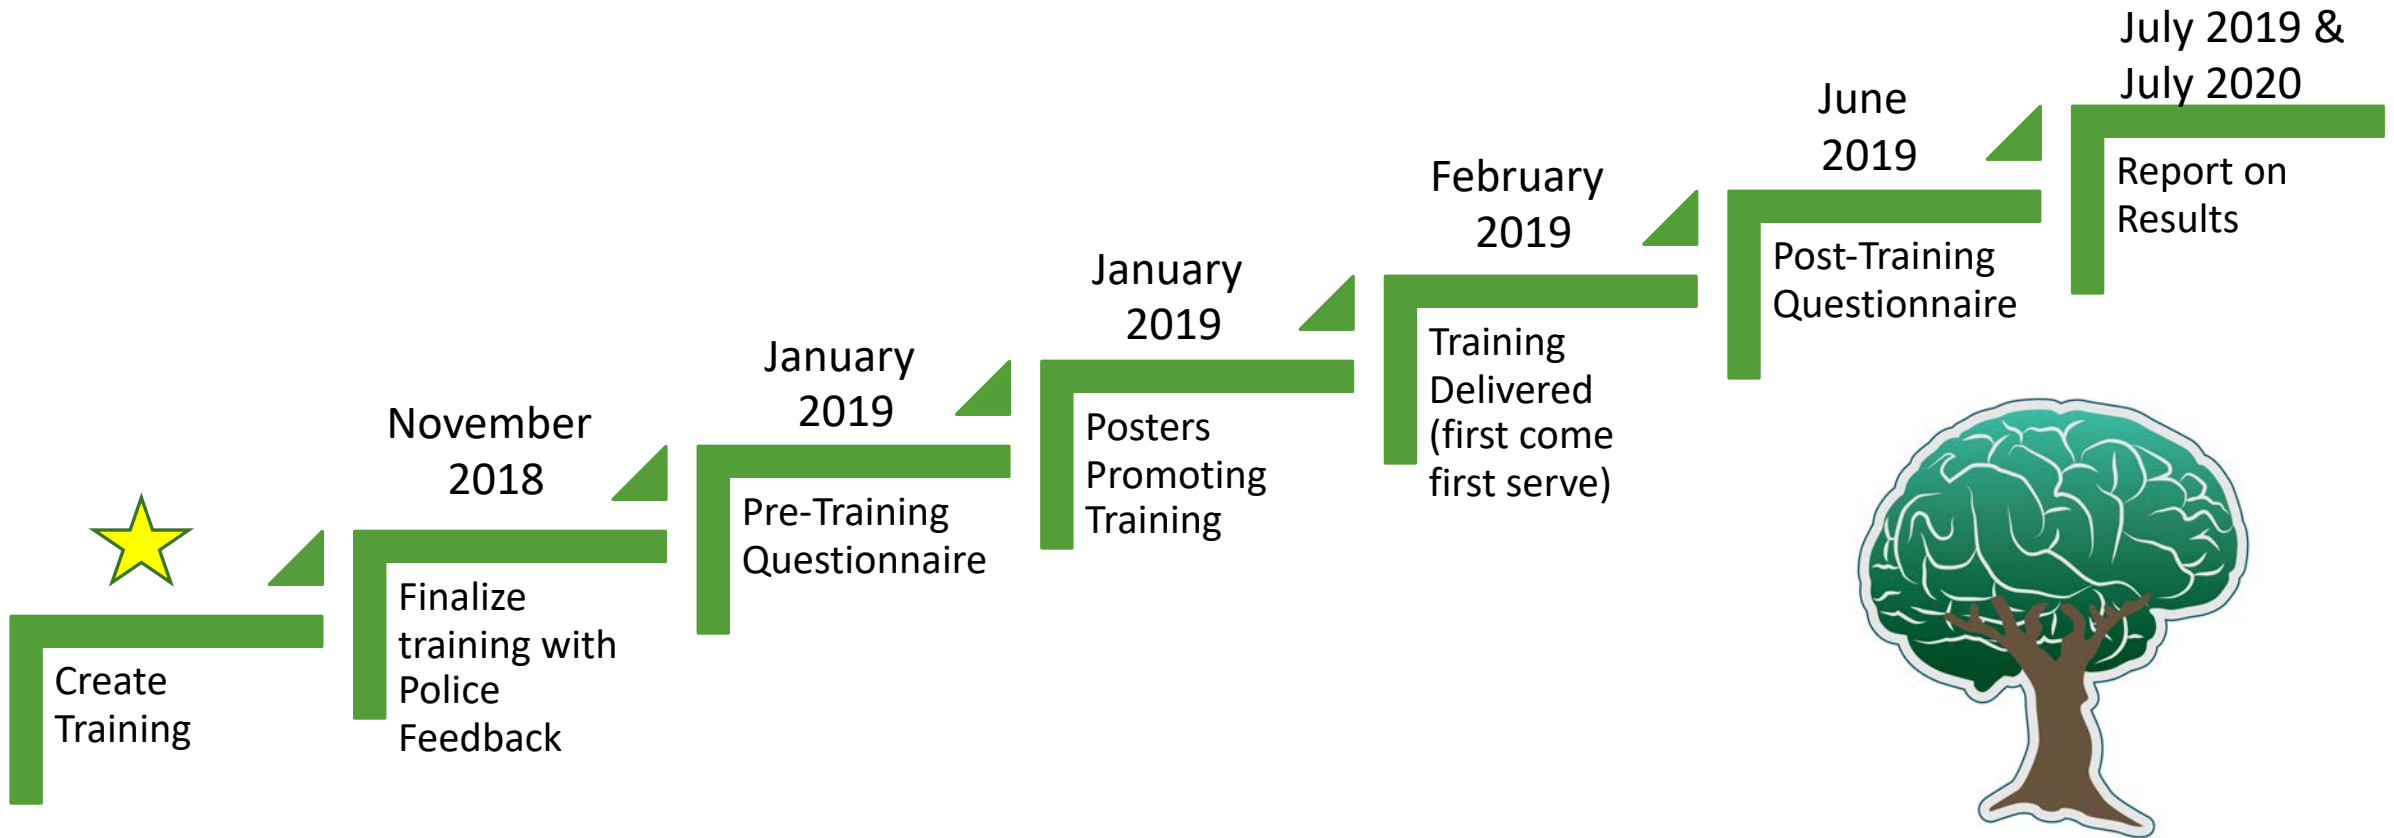 Create
Training
November
2018
Finalize
training with
Police
Feedback
January
2019
Pre-Training
Questionnaire
January
2019
Posters
Promoting
Training
February
2019
Training
Delivered
(first come
first serve)
June
2019
Post-Training
Questionnaire
July 2019 &
July 2020
Report on
Results